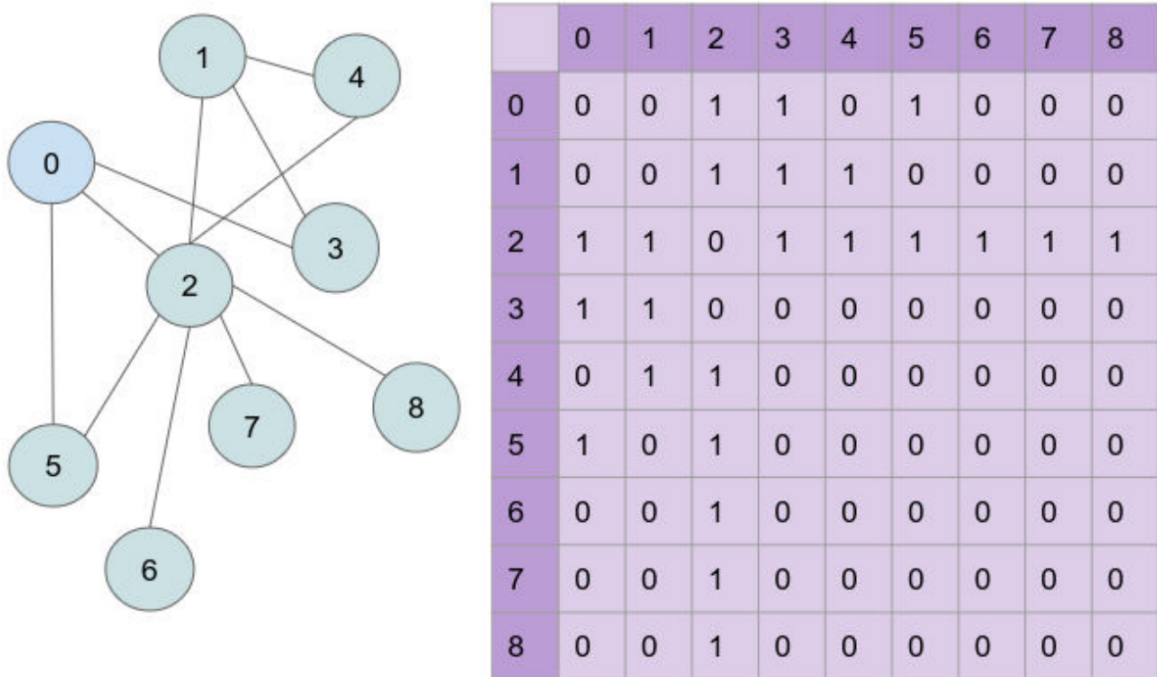 1
4
0
3
2
8
7
5
6
0 1 2 3 4 5 6 7 8
0 0 0 1 1 0 1 0 0 0
1 0 0 1 1 1 0 0 0 0
2 1 1 0 1 1 1 1 1 1
3 1 1 0 0 0 0 0 0 0
4 0 1 1 0 0 0 0 0 0
5 1 0 1 0 0 0 0 0 0
6 0 0 1 0 0 0 0 0 0
7 0 0 1 0 0 0 0 0 0
8 0 0 1 0 0 0 0 0 0